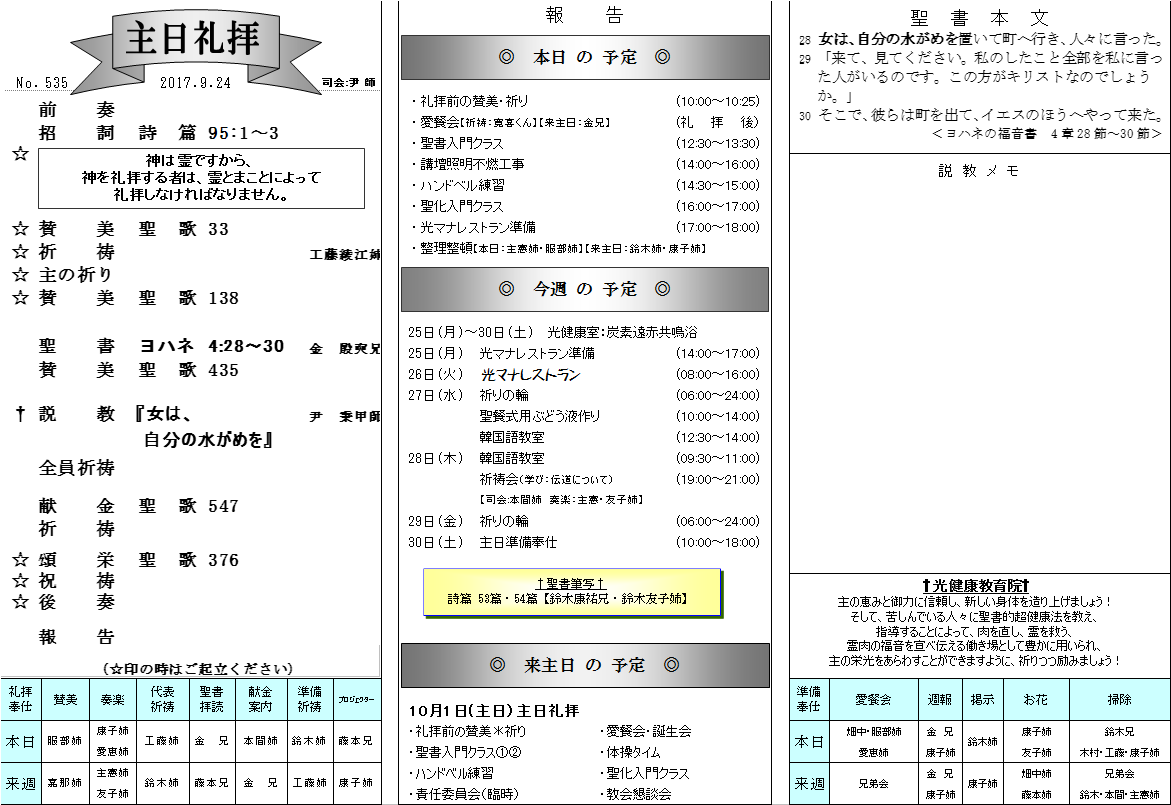 主日礼拝
No. 535 2017.9.24 司会:尹 師
前 奏
招 詞 詩 篇 95:1～3
☆
神は霊ですから、
神を礼拝する者は、霊とまことによって
礼拝しなければなりません。
☆ 賛 美 聖 歌 33
☆ 祈 祷 工藤綾江姉
☆ 主の祈り
☆ 賛 美 聖 歌 138
聖 書 ヨハネ 4:28～30 金 殷奭兄
賛 美 聖 歌 435
† 説 教 『女は、 尹 秉甲師
自分の水がめを』
全員祈祷
献 金 聖 歌 547
祈 祷
☆ 頌 栄 聖 歌 376
☆ 祝 祷
☆ 後 奏
報 告
(☆印の時はご起立ください)
礼拝奉仕 賛美 奏楽 代表祈祷 聖書拝読 献金案内 準備祈祷 プロジェクター
本日 服部姉 康子姉 愛恵姉 工藤姉 金 兄 本間姉 鈴木姉 藤本兄
来週 嘉那姉 主憲姉 友子姉 鈴木姉 藤本兄 金 兄 工藤姉 康子姉
報 告
◎ 本日 の 予定 ◎
・礼拝前の賛美・祈り (10:00～10:25)
・愛餐会【祈祷：寛喜くん】【来主日：金兄】 (礼 拝 後)
・聖書入門クラス (12:30～13:30)
・講壇照明不燃工事 (14:00～16:00)
・ハンドベル練習 (14:30～15:00)
・聖化入門クラス (16:00～17:00)
・光マナレストラン準備 (17:00～18:00)
・整理整頓【本日：主憲姉・服部姉】【来主日：鈴木姉・康子姉】
◎ 今週 の 予定 ◎
25日(月)～30日(土) 光健康室：炭素遠赤共鳴浴
25日(月) 光マナレストラン準備 (14:00～17:00)
26日(火) 光マナレストラン (08:00～16:00)
27日(水) 祈りの輪 (06:00～24:00)
聖餐式用ぶどう液作り (10:00～14:00)
韓国語教室 (12:30～14:00)
28日(木) 韓国語教室 (09:30～11:00)
祈祷会(学び：伝道について) (19:00～21:00)
【司会:本間姉 奏楽：主憲・友子姉】
29日(金) 祈りの輪 (06:00～24:00)
30日(土) 主日準備奉仕 (10:00～18:00)
†聖書筆写†
詩篇 53篇・54篇【鈴木康祐兄・鈴木友子姉】
◎ 来主日 の 予定 ◎
10月1日(主日) 主日礼拝
・礼拝前の賛美＊祈り ・愛餐会・誕生会
・聖書入門クラス①② ・体操タイム
・ハンドベル練習 ・聖化入門クラス
・責任委員会(臨時) ・教会懇談会
聖 書 本 文
28 女は、自分の水がめを置いて町へ行き、人々に言った。
29 「来て、見てください。私のしたこと全部を私に言っ
た人がいるのです。この方がキリストなのでしょう
か。」
30 そこで、彼らは町を出て、イエスのほうへやって来た。
＜ヨハネの福音書 4章28節～30節＞
説 教 メ モ
†光健康教育院†
主の恵みと御力に信頼し、新しい身体を造り上げましょう！
そして、苦しんでいる人々に聖書的超健康法を教え、
指導することによって、肉を直し、霊を救う、
霊肉の福音を宣べ伝える働き場として豊かに用いられ、
主の栄光をあらわすことができますように、祈りつつ励みましょう！
準備奉仕 愛餐会 週報 掲示 お花 掃除
本日 畑中・服部姉 愛恵姉 金 兄 康子姉 鈴木姉 康子姉 友子姉 鈴木兄 木村・工藤・康子姉
来週 兄弟会 金 兄 康子姉 康子姉 畑中姉 藤本姉 兄弟会 鈴木・本間・主憲姉